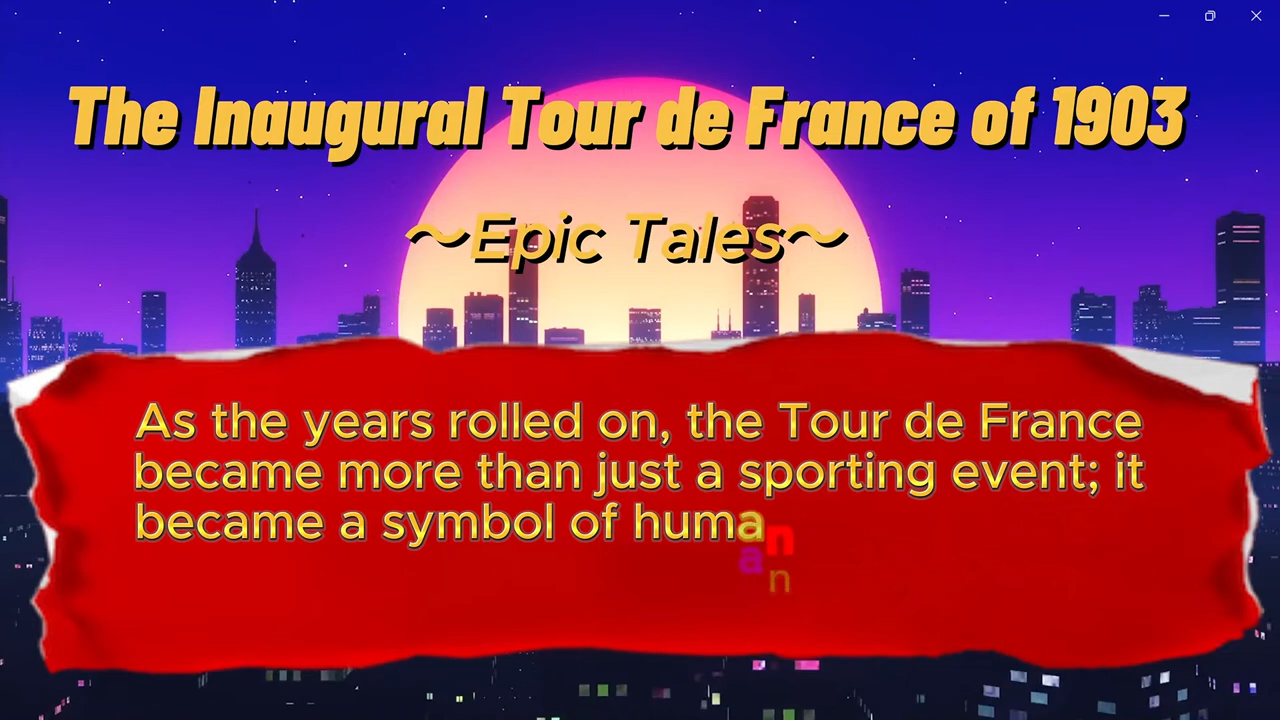 The Inaugural Tour de France of 1903
~Epic Tales~
As the years rolled on, the Tour de France
became more than just a sporting event; it
became a symbol of human